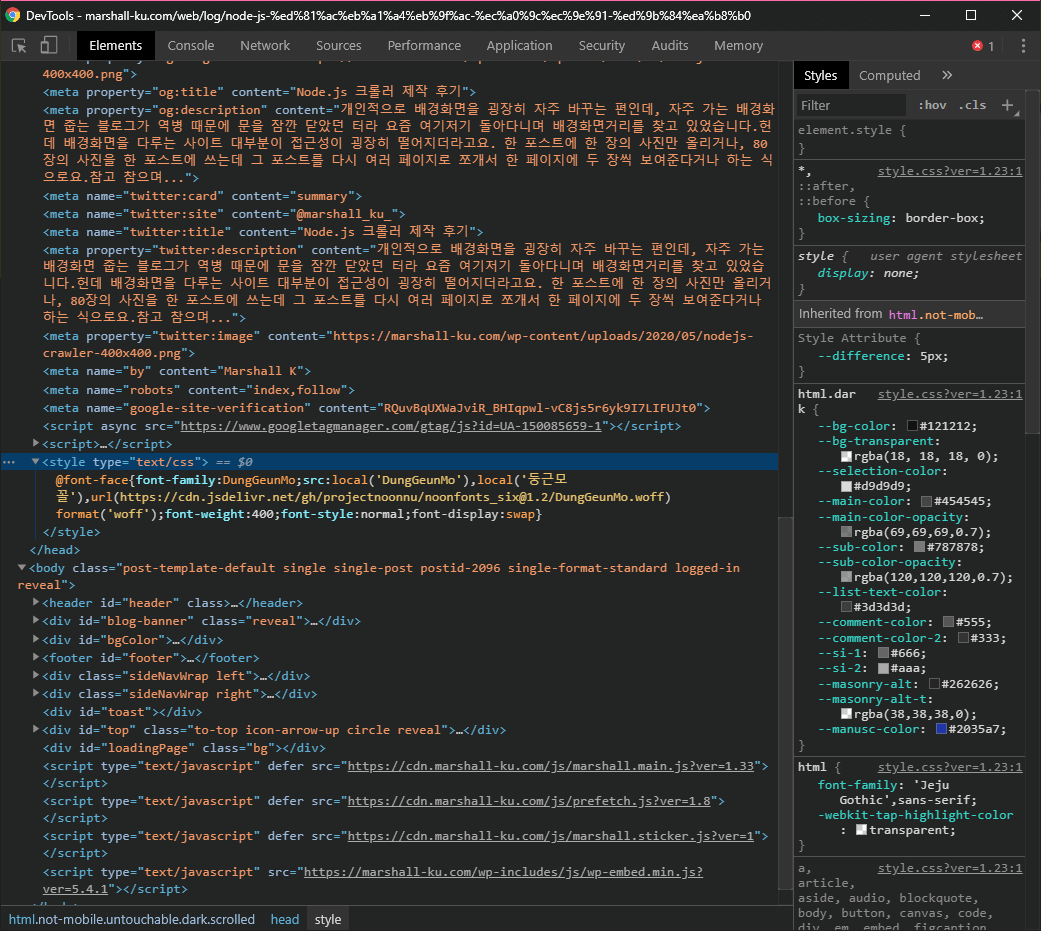 DevTools - marshall-ku.com/web/log/node-js-%ed%81%ac%eb%a1%a4%eb%9f%ac-%ec%a0%9c%ec%9e%91-%ed%9b%84%ea%b8%b0
Elements Console Network Sources Performance Application Security Audits Memory 1
400x400.png">
<meta property="og:title" content="Node.js 크롤러 제작 후기">
<meta property="og:description" content="개인적으로 배경화면을 굉장히 자주 바꾸는 편인데, 자주 가는 배경화
면 줍는 블로그가 역병 때문에 문을 잠깐 닫았던 터라 요즘 여기저기 돌아다니며 배경화면거리를 찾고 있었습니다.헌
데 배경화면을 다루는 사이트 대부분이 접근성이 굉장히 떨어지더라고요. 한 포스트에 한 장의 사진만 올리거나, 80
장의 사진을 한 포스트에 쓰는데 그 포스트를 다시 여러 페이지로 쪼개서 한 페이지에 두 장씩 보여준다거나 하는 식
으로요.참고 참으며...">
<meta name="twitter:card" content="summary">
<meta name="twitter:site" content="@marshall_ku_">
<meta name="twitter:title" content="Node.js 크롤러 제작 후기">
<meta property="twitter:description" content="개인적으로 배경화면을 굉장히 자주 바꾸는 편인데, 자주 가는
배경화면 줍는 블로그가 역병 때문에 문을 잠깐 닫았던 터라 요즘 여기저기 돌아다니며 배경화면거리를 찾고 있었습
니다.헌데 배경화면을 다루는 사이트 대부분이 접근성이 굉장히 떨어지더라고요. 한 포스트에 한 장의 사진만 올리거
나, 80장의 사진을 한 포스트에 쓰는데 그 포스트를 다시 여러 페이지로 쪼개서 한 페이지에 두 장씩 보여준다거나
하는 식으로요.참고 참으며...">
<meta property="twitter:image" content="https://marshall-ku.com/wp-content/uploads/2020/05/nodejs-
crawler-400x400.png">
<meta name="by" content="Marshall K">
<meta name="robots" content="index,follow">
<meta name="google-site-verification" content="RQuvBqUXWaJviR_BHIqpwl-vC8js5r6yk9I7LIFUJt0">
<script async src="https://www.googletagmanager.com/gtag/js?id=UA-150085659-1"></script>
<script>…</script>
<style type="text/css"> == $0
@font-face{font-family:DungGeunMo;src:local('DungGeunMo'),local('둥근모
꼴'),url(https://cdn.jsdelivr.net/gh/projectnoonnu/noonfonts_six@1.2/DungGeunMo.woff)
format('woff');font-weight:400;font-style:normal;font-display:swap}
</style>
</head>
<body class="post-template-default single single-post postid-2096 single-format-standard logged-in
reveal">
<header id="header" class>…</header>
<div id="blog-banner" class="reveal">…</div>
<div id="bgColor">…</div>
<footer id="footer">…</footer>
<div class="sideNavWrap left">…</div>
<div class="sideNavWrap right">…</div>
<div id="toast"></div>
<div id="top" class="to-top icon-arrow-up circle reveal">…</div>
<div id="loadingPage" class="bg"></div>
<script type="text/javascript" defer src="https://cdn.marshall-ku.com/js/marshall.main.js?ver=1.33">
</script>
<script type="text/javascript" defer src="https://cdn.marshall-ku.com/js/prefetch.js?ver=1.8">
</script>
<script type="text/javascript" defer src="https://cdn.marshall-ku.com/js/marshall.sticker.js?ver=1">
</script>
<script type="text/javascript" src="https://marshall-ku.com/wp-includes/js/wp-embed.min.js?
ver=5.4.1"></script>
html.not-mobile.untouchable.dark.scrolled head style
Styles Computed »
Filter :hov .cls +
element.style {
}
*, style.css?ver=1.23:1
::after,
::before {
box-sizing: border-box;
}
style { user agent stylesheet
display: none;
}
Inherited from html.not-mob…
Style Attribute {
--difference: 5px;
}
html.dar style.css?ver=1.23:1
k {
--bg-color: #121212;
--bg-transparent:
rgba(18, 18, 18, 0);
--selection-color:
#d9d9d9;
--main-color: #454545;
--main-color-opacity:
rgba(69,69,69,0.7);
--sub-color: #787878;
--sub-color-opacity:
rgba(120,120,120,0.7);
--list-text-color:
#3d3d3d;
--comment-color: #555;
--comment-color-2: #333;
--si-1: #666;
--si-2: #aaa;
--masonry-alt: #262626;
--masonry-alt-t:
rgba(38,38,38,0);
--manusc-color: #2035a7;
}
html { style.css?ver=1.23:1
font-family: 'Jeju
Gothic',sans-serif;
-webkit-tap-highlight-color
: transparent;
}
a, style.css?ver=1.23:1
article,
aside, audio, blockquote,
body, button, canvas, code,
div, em, embed, figcaption,